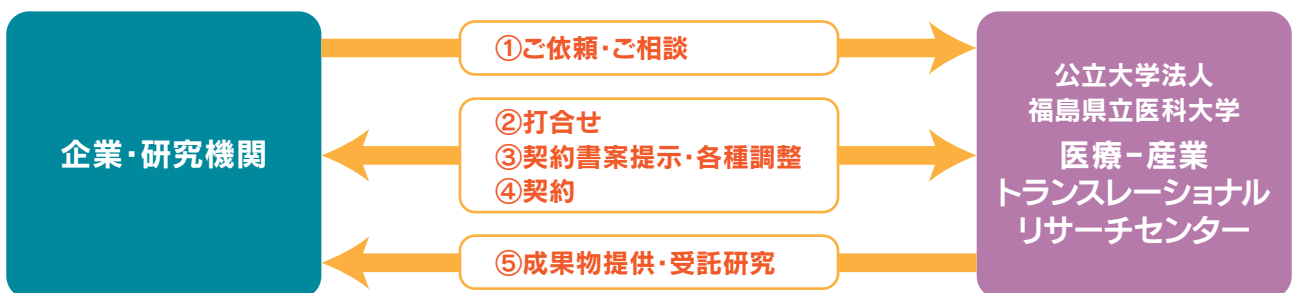 企業・研究機関
①ご依頼・ご相談
②打合せ
③契約書案提示・各種調整
④契約
⑤成果物提供・受託研究
公立大学法人
福島県立医科大学
医療−産業
トランスレーショナル
リサーチセンター